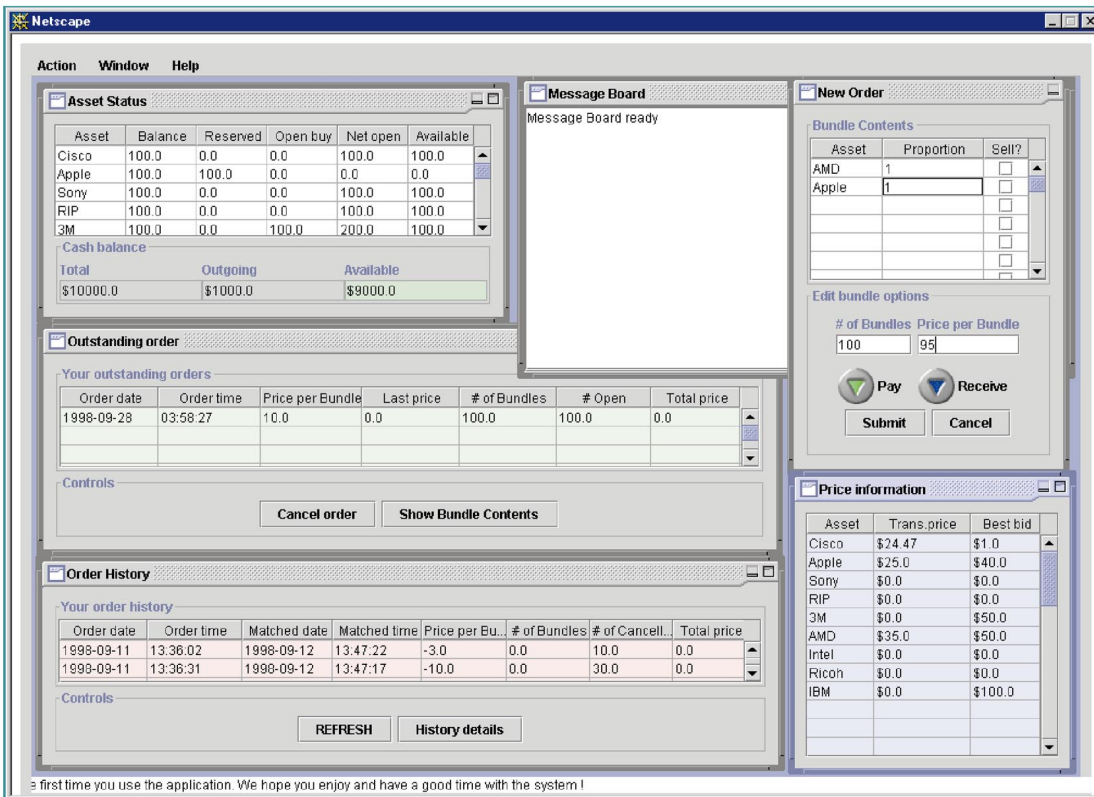 Netscape
Action Window Help
Asset Status
Asset Balance Reserved Open buy Net open Available
Cisco 100.0 0.0 0.0 100.0 100.0
Apple 100.0 100.0 0.0 0.0 0.0
Sony 100.0 0.0 0.0 100.0 100.0
RIP 100.0 0.0 0.0 100.0 100.0
3M 100.0 0.0 100.0 200.0 100.0
Cash balance
Total Outgoing Available
$10000.0 $1000.0 $9000.0
Message Board
Message Board ready
New Order
Bundle Contents
Asset Proportion Sell?
AMD 1
Apple 1
Edit bundle options
# of Bundles Price per Bundle
100 95
Pay Receive
Submit Cancel
Outstanding order
Your outstanding orders
Order date Order time Price per Bundle Last price # of Bundles # Open Total price
1998-09-28 03:58:27 10.0 0.0 100.0 100.0 0.0
Controls
Cancel order Show Bundle Contents
Price information
Asset Trans.price Best bid
Cisco $24.47 $1.0
Apple $25.0 $40.0
Sony $0.0 $0.0
RIP $0.0 $0.0
3M $0.0 $50.0
AMD $35.0 $50.0
Intel $0.0 $0.0
Ricoh $0.0 $0.0
IBM $0.0 $100.0
Order History
Your order history
Order date Order time Matched date Matched time Price per Bu... # of Bundles # of Cancell... Total price
1998-09-11 13:36:02 1998-09-12 13:47:22 -3.0 0.0 10.0 0.0
1998-09-11 13:36:31 1998-09-12 13:47:17 -10.0 0.0 30.0 0.0
Controls
REFRESH History details
first time you use the application. We hope you enjoy and have a good time with the system !